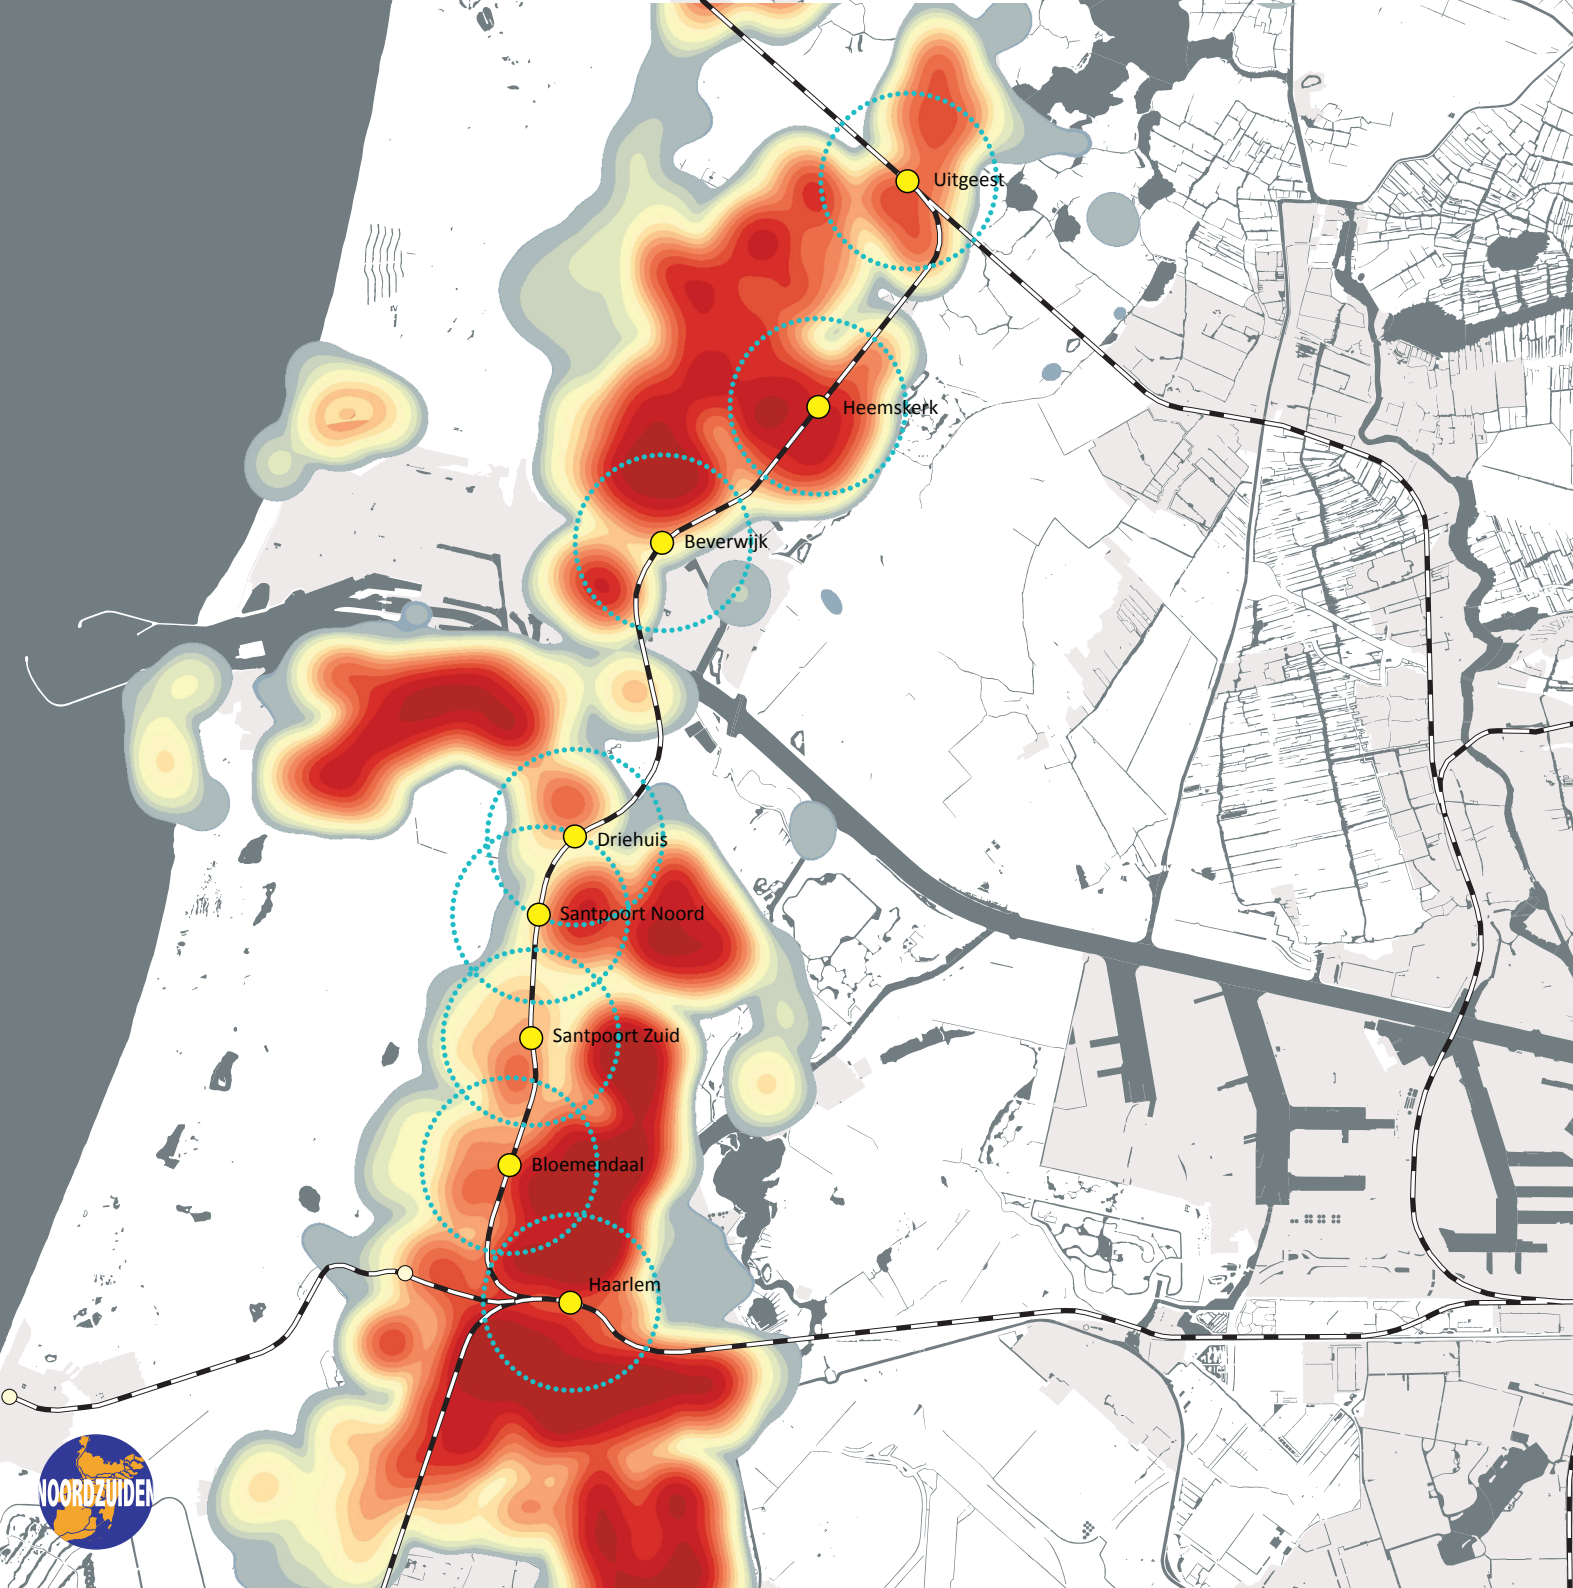 Uitgeest
Heemskerk
Beverwijk
Driehuis
Santpoort Noord
Santpoort Zuid
Bloemendaal
Haarlem
NOORDZUIDEN